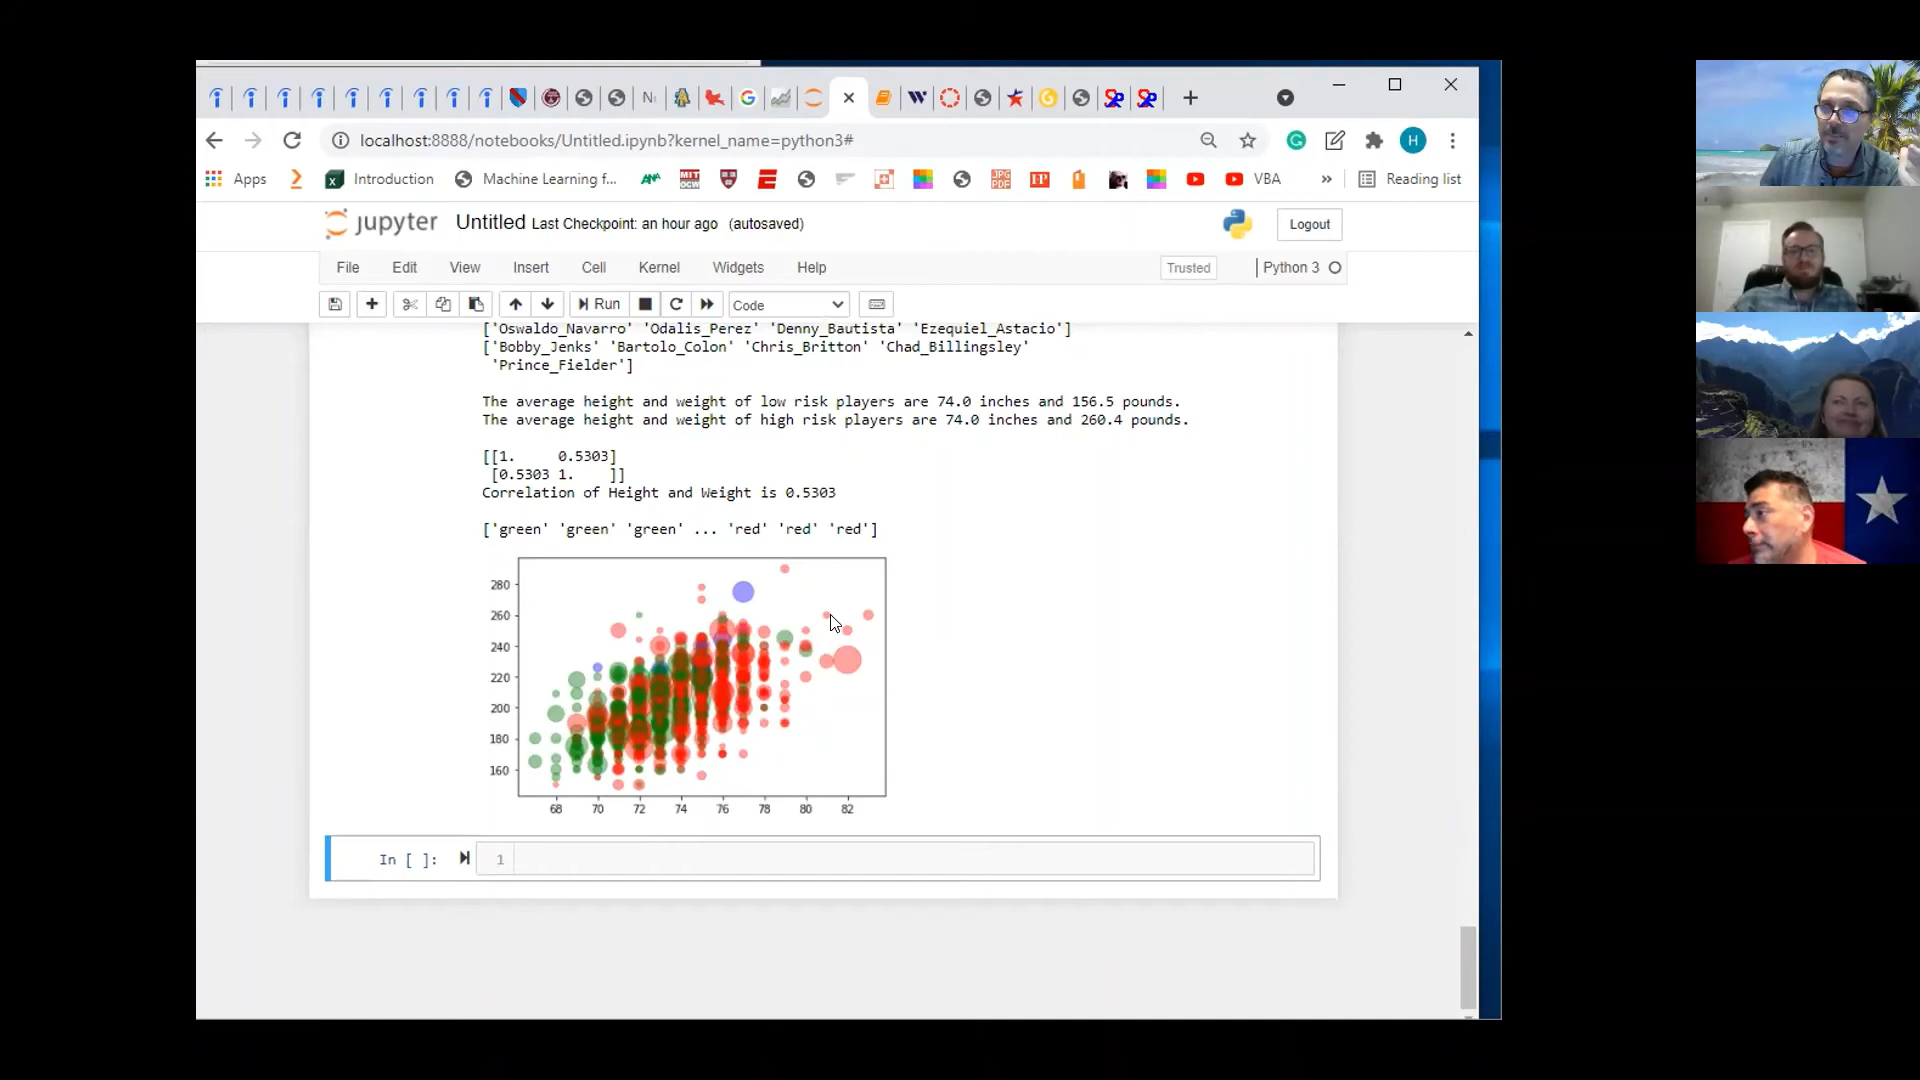 localhost:8888/notebooks/Untitled.ipynb?kernel_name=python3#
H
Apps
Introduction
Machine Learning f...
VBA
»
Reading list
jupyter Untitled Last Checkpoint: an hour ago (autosaved)
Logout
File Edit View Insert Cell Kernel Widgets Help
Trusted
Python 3
Run
Code
['Oswaldo_Navarro' 'Odalis_Perez' 'Denny_Bautista' 'Ezequiel_Astacio']
['Bobby_Jenks' 'Bartolo_Colon' 'Chris_Britton' 'Chad_Billingsley'
'Prince_Fielder']
The average height and weight of low risk players are 74.0 inches and 156.5 pounds.
The average height and weight of high risk players are 74.0 inches and 260.4 pounds.
[[1. 0.5303]
[0.5303 1. ]]
Correlation of Height and Weight is 0.5303
['green' 'green' 'green' ... 'red' 'red' 'red']
280
260
240
220
200
180
160
68 70 72 74 76 78 80 82
In [ ]:
1